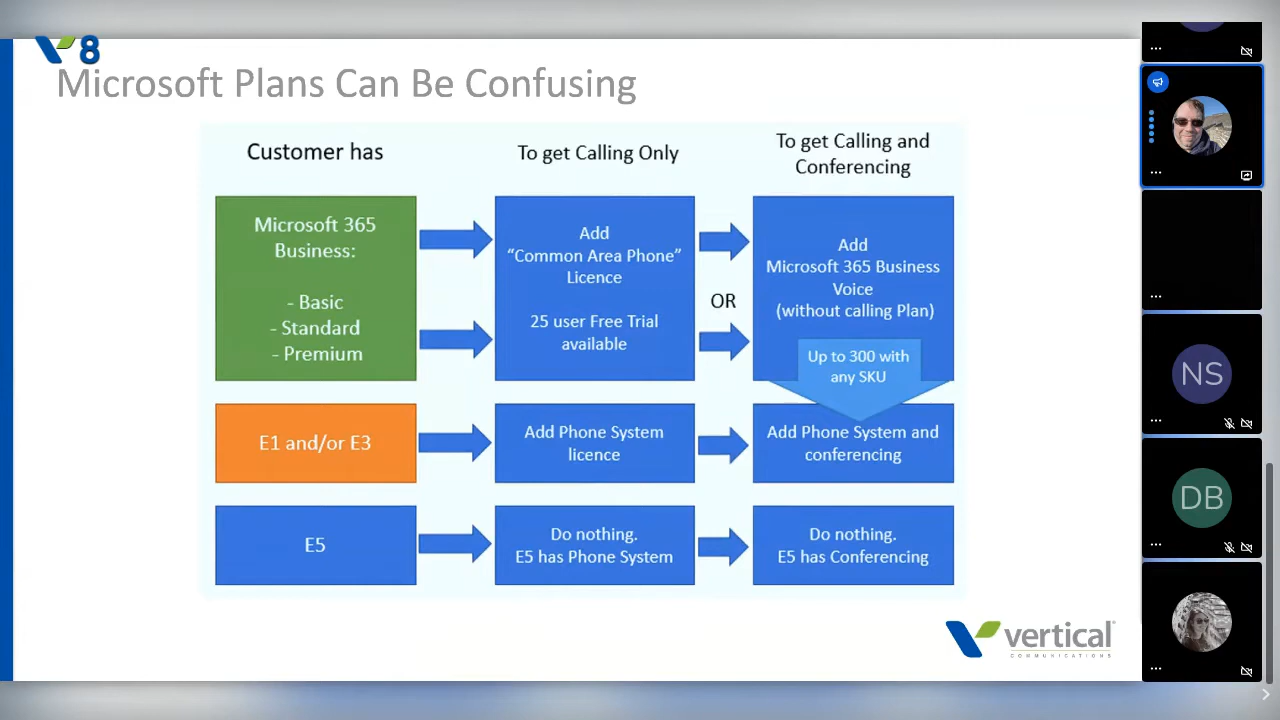 V8
Microsoft Plans Can Be Confusing
Customer has
To get Calling Only
To get Calling and
Conferencing
Microsoft 365
Business:
- Basic
- Standard
- Premium
Add
“Common Area Phone”
Licence
25 user Free Trial
available
OR
Add
Microsoft 365 Business
Voice
(without calling Plan)
Up to 300 with
any SKU
E1 and/or E3
Add Phone System
licence
Add Phone System and
conferencing
E5
Do nothing.
E5 has Phone System
Do nothing.
E5 has Conferencing
vertical
COMMUNICATIONS
NS
DB